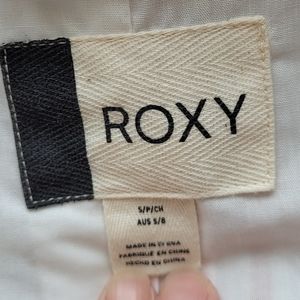 ROXY
S/P/CH
AUS S/8
MADE IN CHINA
FABRIQUÉ EN CHINE
HECHO EN CHINA